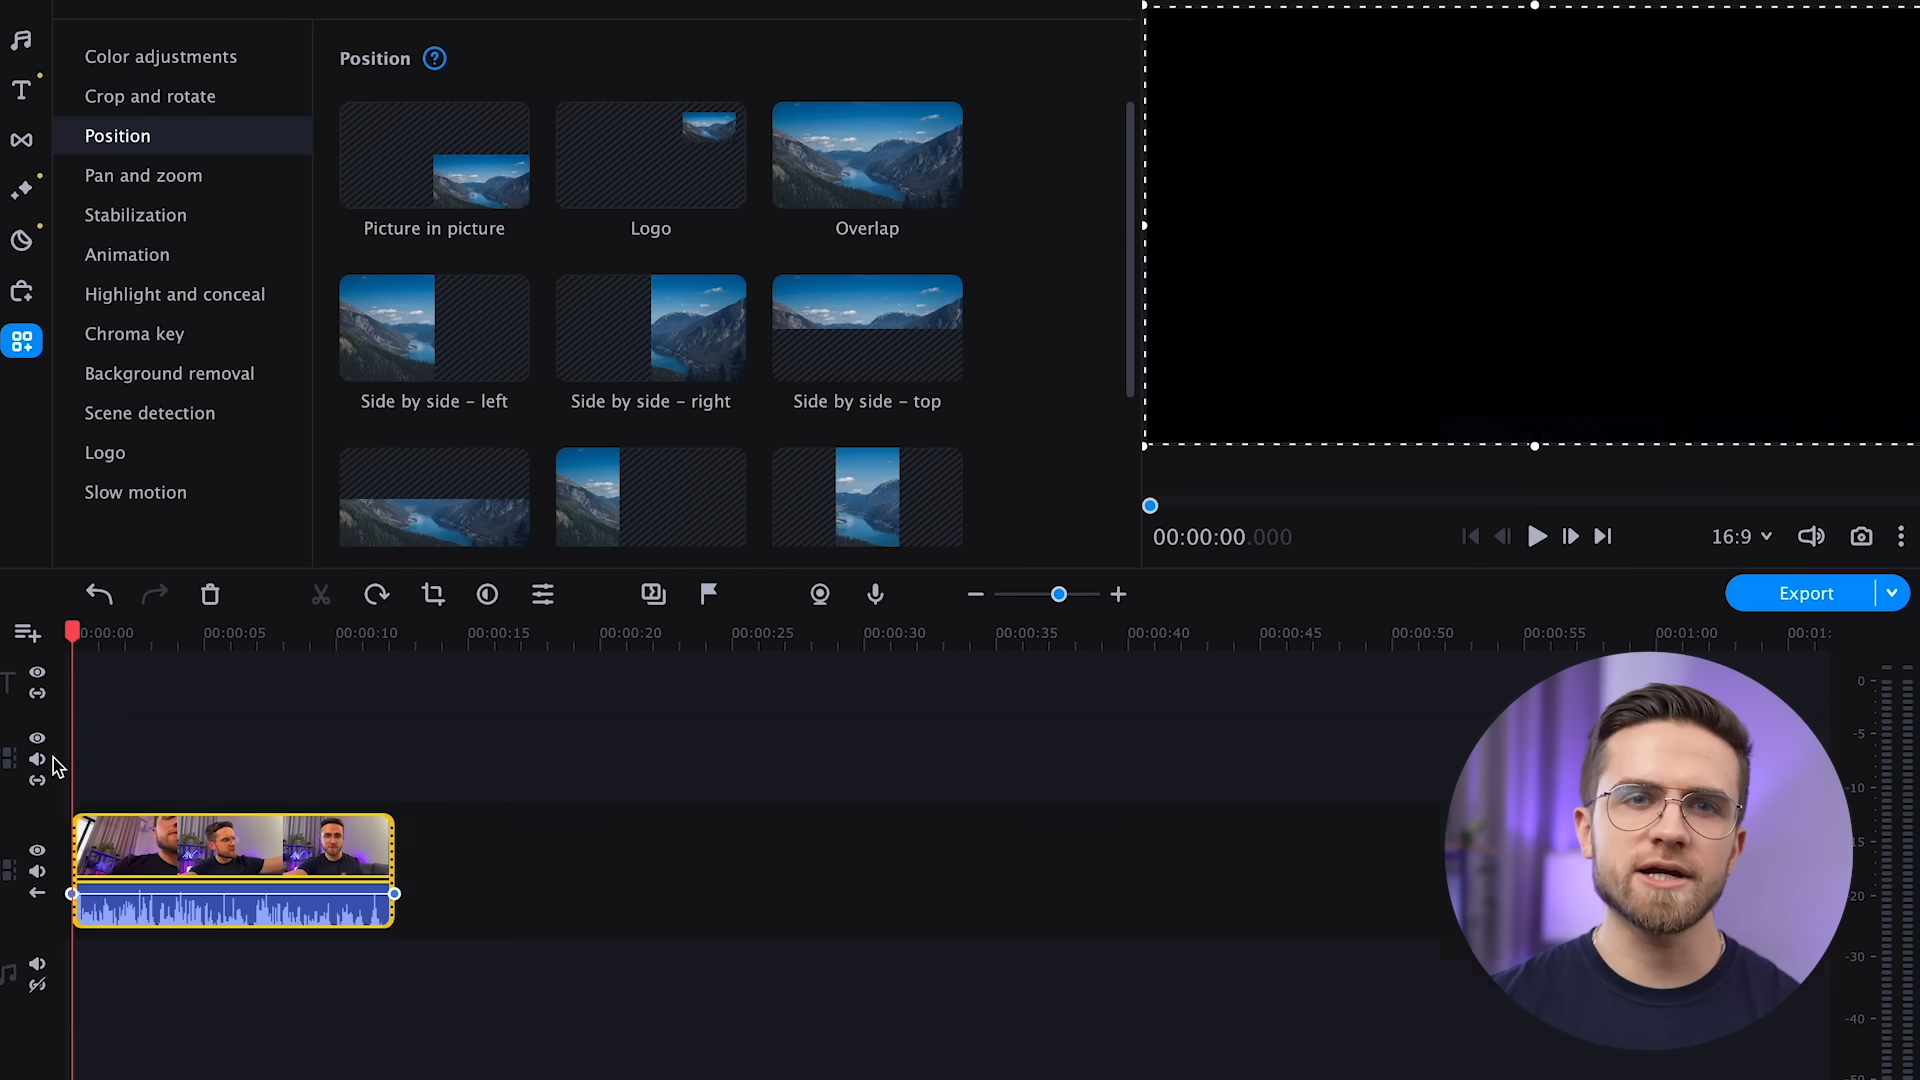 Color adjustments
Crop and rotate
Position
Pan and zoom
Stabilization
Animation
Highlight and conceal
Chroma key
Background removal
Scene detection
Logo
Slow motion
Position ?
Picture in picture
Logo
Overlap
Side by side – left
Side by side – right
Side by side – top
00:00:00.000
16:9
Export
0:00:00
00:00:05
00:00:10
00:00:15
00:00:20
00:00:25
00:00:30
00:00:35
00:00:40
00:00:45
00:00:50
00:00:55
00:01:00
00:01:
0
-5
-10
15
20
-30
-40